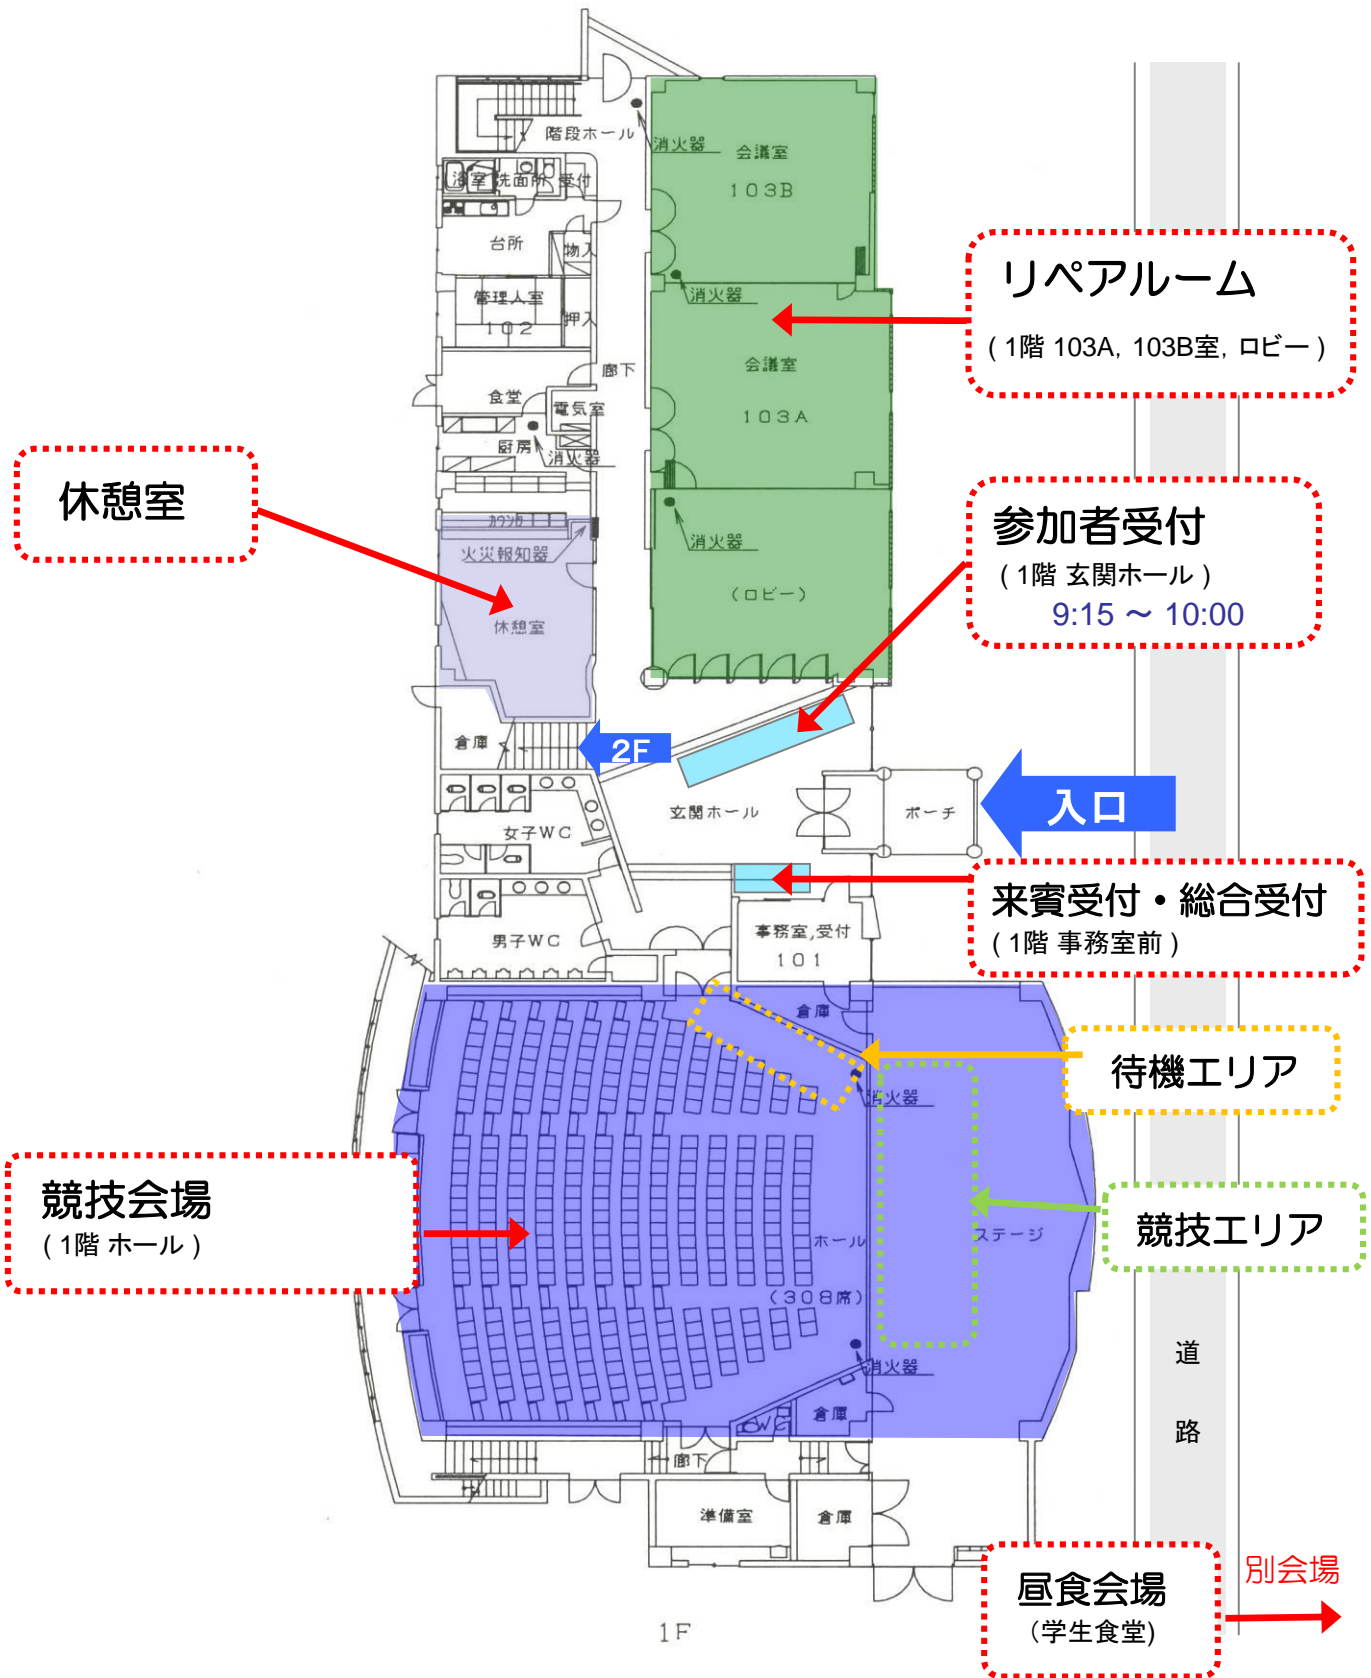 階段ホール
消火器
会議室
103B
浴室
洗面所
受付
台所
物入
管理人室
102
押入
消火器
リペアルーム
( 1階 103A, 103B室, ロビー )
会議室
103A
廊下
食堂
電気室
厨房
消火器
休憩室
カウンタ
火災報知器
休憩室
消火器
(ロビー)
参加者受付
( 1階 玄関ホール )
9:15 ～ 10:00
倉庫
2F
女子WC
玄関ホール
ポーチ
入口
男子WC
事務室,受付
101
来賓受付・総合受付
( 1階 事務室前 )
倉庫
待機エリア
消火器
競技会場
( 1階 ホール )
ホール
(308席)
ステージ
競技エリア
消火器
WC
倉庫
道
路
廊下
準備室
倉庫
昼食会場
(学生食堂)
別会場
1F